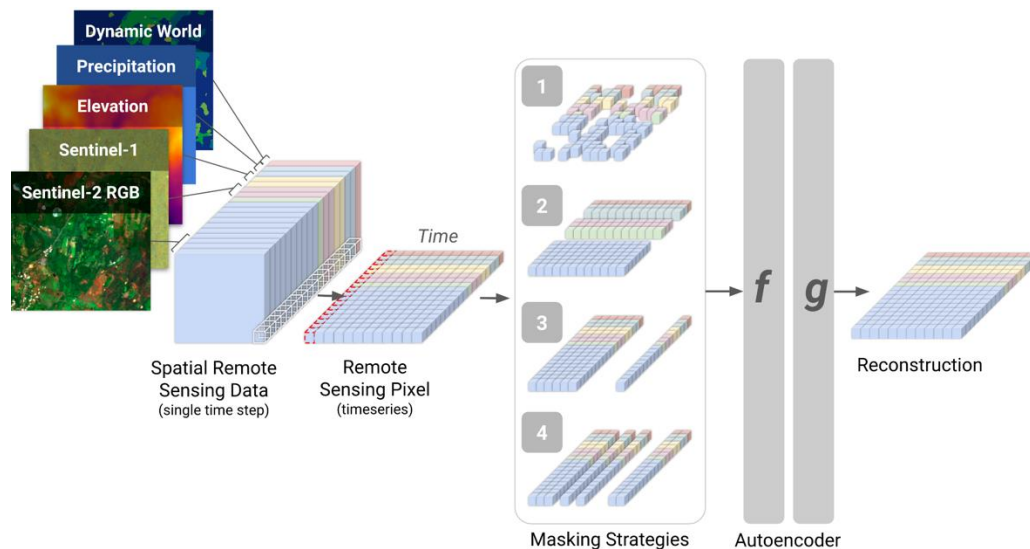 Dynamic World
Precipitation
Elevation
Sentinel-1
Sentinel-2 RGB
Spatial Remote
Sensing Data
(single time step)
Time
Remote
Sensing Pixel
(timeseries)
1
2
3
4
Masking Strategies
f
g
Autoencoder
Reconstruction